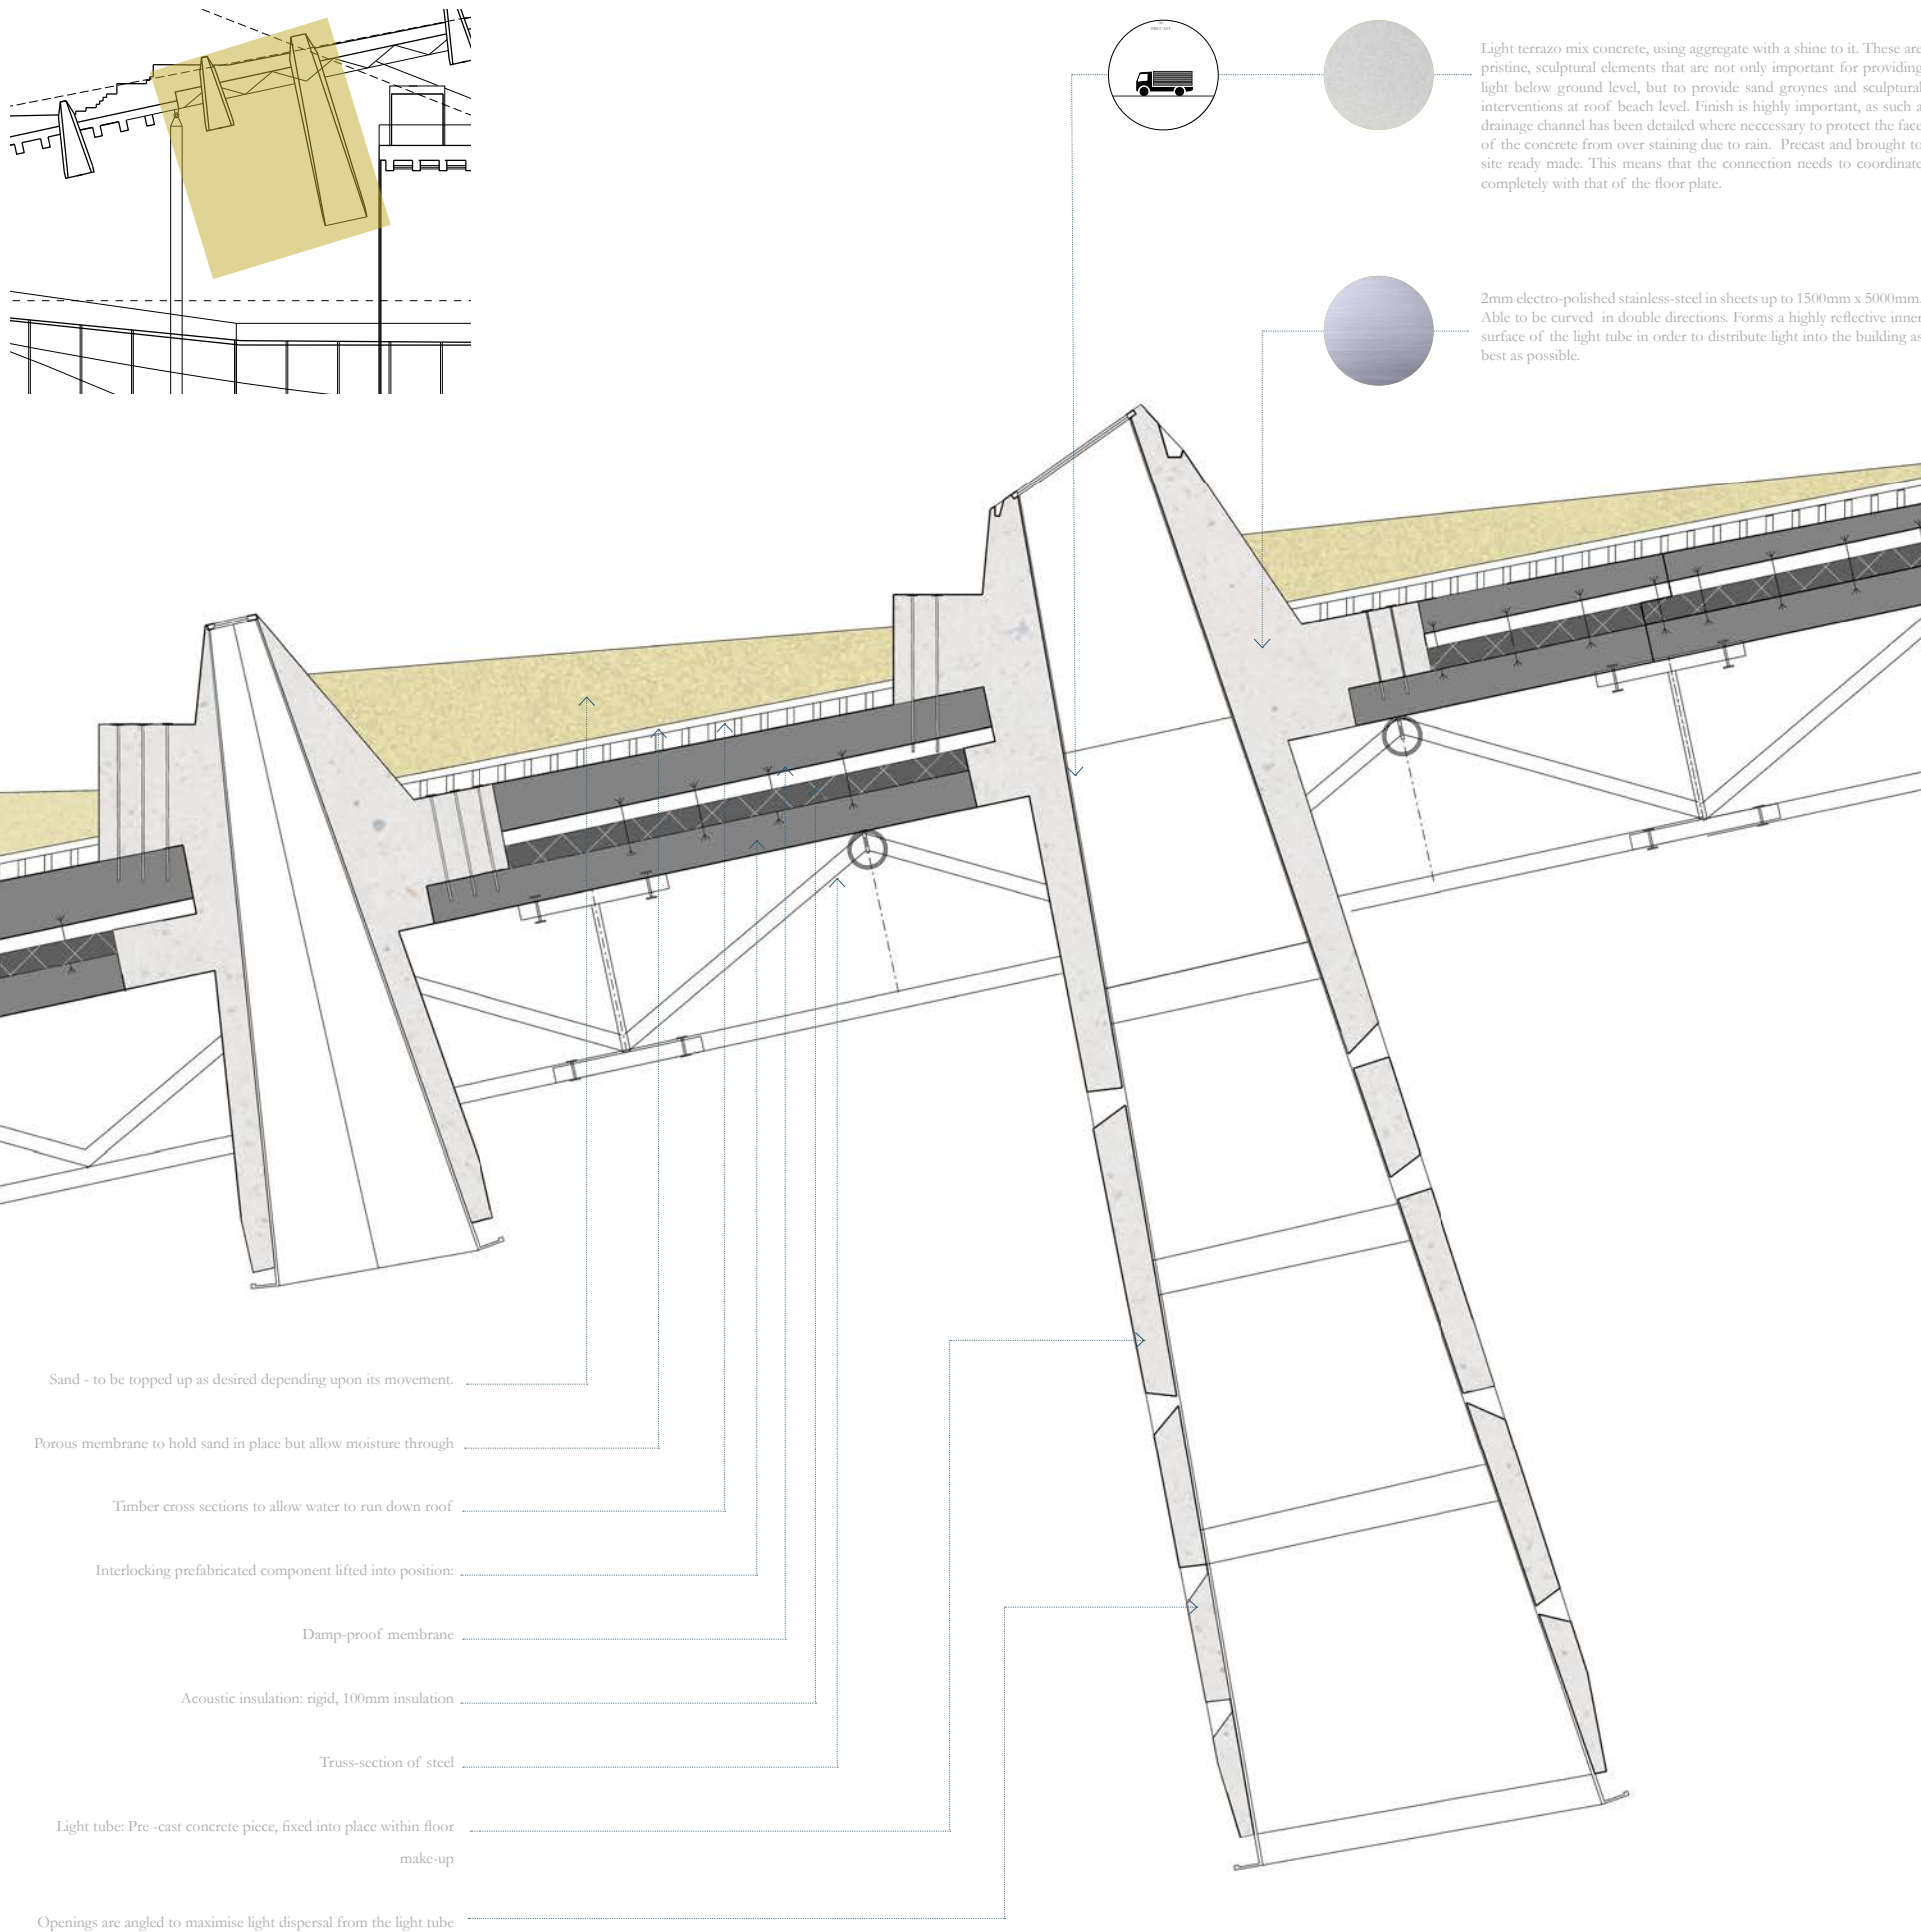 PRECAST
Light terrazo mix concrete, using aggregate with a shine to it. These are
pristine, sculptural elements that are not only important for providing
light below ground level, but to provide sand groynes and sculptural
interventions at roof beach level. Finish is highly important, as such a
drainage channel has been detailed where neccessary to protect the face
of the concrete from over staining due to rain. Precast and brought to
site ready made. This means that the connection needs to coordinate
completely with that of the floor plate.
2mm electro-polished stainless-steel in sheets up to 1500mm x 5000mm.
Able to be curved in double directions. Forms a highly reflective inner
surface of the light tube in order to distribute light into the building as
best as possible.
Sand - to be topped up as desired depending upon its movement.
Porous membrane to hold sand in place but allow moisture through
Timber cross sections to allow water to run down roof
Interlocking prefabricated component lifted into position:
Damp-proof membrane
Acoustic insulation: rigid, 100mm insulation
Truss-section of steel
Light tube: Pre -cast concrete piece, fixed into place within floor
make-up
Openings are angled to maximise light dispersal from the light tube